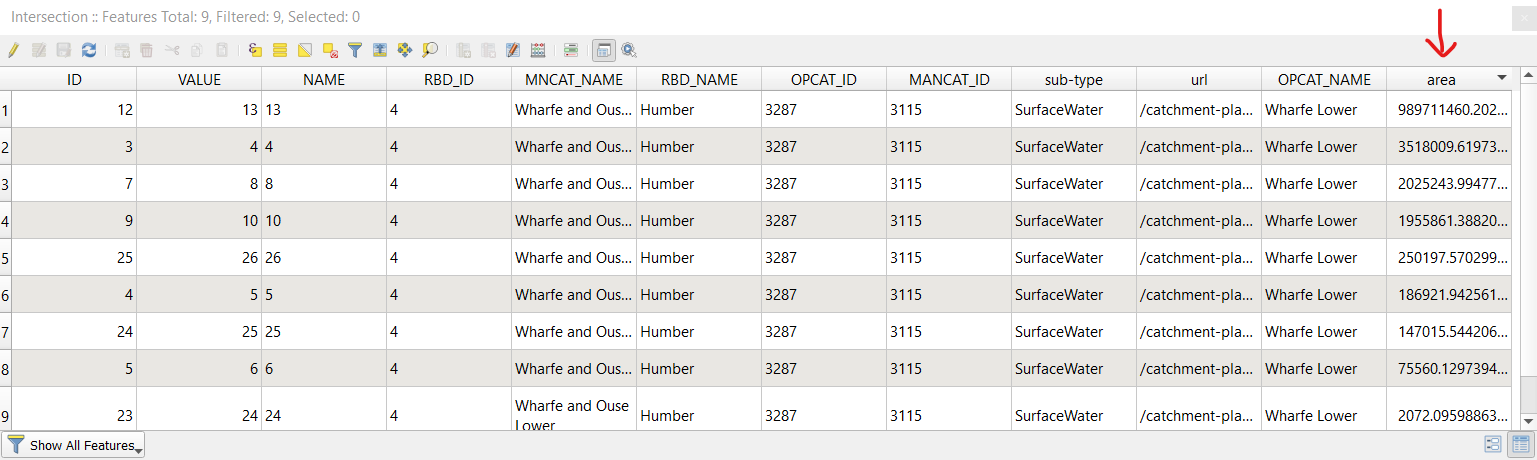 Intersection :: Features Total: 9, Filtered: 9, Selected: 0
ID VALUE NAME RBD_ID MNCAT_NAME RBD_NAME OPCAT_ID MANCAT_ID sub-type url OPCAT_NAME area
1 12 13 13 4 Wharfe and Ous... Humber 3287 3115 SurfaceWater /catchment-pla... Wharfe Lower 989711460.202...
2 3 4 4 4 Wharfe and Ous... Humber 3287 3115 SurfaceWater /catchment-pla... Wharfe Lower 3518009.61973...
3 7 8 8 4 Wharfe and Ous... Humber 3287 3115 SurfaceWater /catchment-pla... Wharfe Lower 2025243.99477...
4 9 10 10 4 Wharfe and Ous... Humber 3287 3115 SurfaceWater /catchment-pla... Wharfe Lower 1955861.38820...
5 25 26 26 4 Wharfe and Ous... Humber 3287 3115 SurfaceWater /catchment-pla... Wharfe Lower 250197.570299...
6 4 5 5 4 Wharfe and Ous... Humber 3287 3115 SurfaceWater /catchment-pla... Wharfe Lower 186921.942561...
7 24 25 25 4 Wharfe and Ous... Humber 3287 3115 SurfaceWater /catchment-pla... Wharfe Lower 147015.544206...
8 5 6 6 4 Wharfe and Ous... Humber 3287 3115 SurfaceWater /catchment-pla... Wharfe Lower 75560.1297394...
9 23 24 24 4 Wharfe and Ouse Lower Humber 3287 3115 SurfaceWater /catchment-pla... Wharfe Lower 2072.09598863...
Show All Features